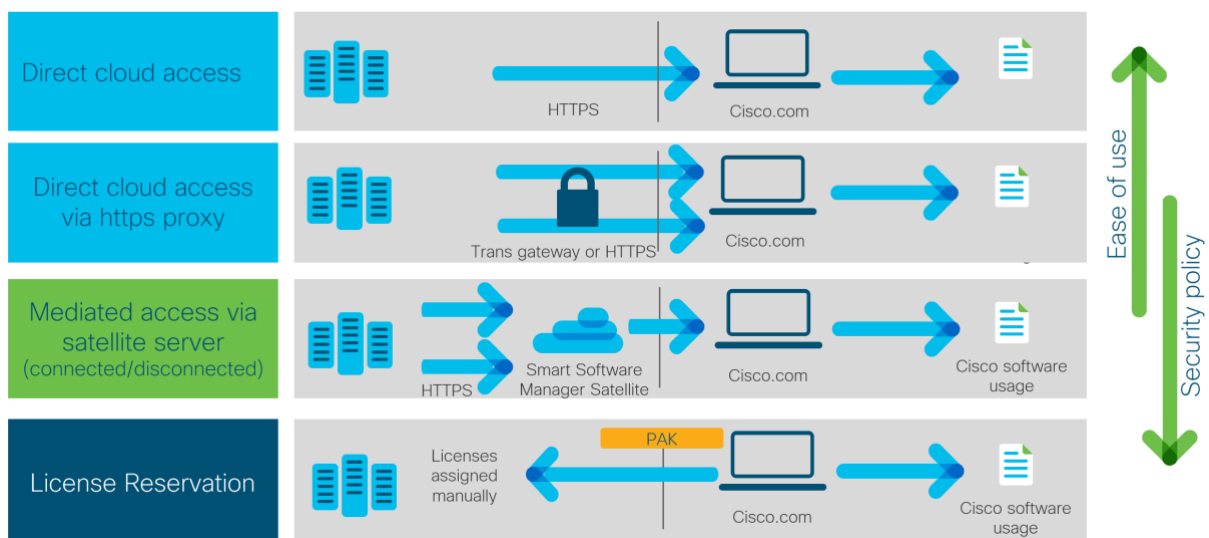 Direct cloud access
HTTPS
Cisco.com
Direct cloud access
via https proxy
Trans gateway or HTTPS
Cisco.com
Mediated access via
satellite server
(connected/disconnected)
HTTPS
Smart Software
Manager Satellite
Cisco.com
Cisco software
usage
License Reservation
Licenses
assigned
manually
PAK
Cisco.com
Cisco software
usage
Ease of use
Security policy